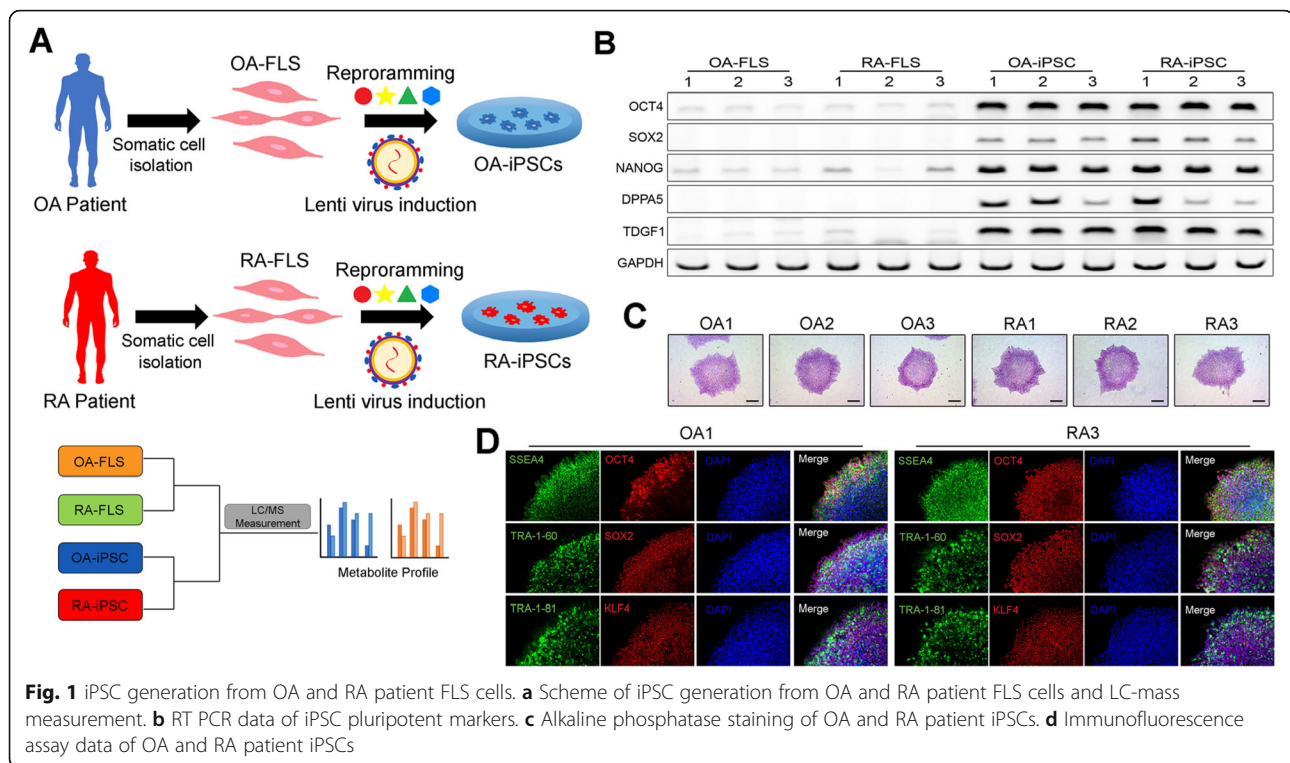 A
OA-FLS
Reproramming
Somatic cell
isolation
OA Patient
Lenti virus induction
OA-iPSCs
RA-FLS
Reproramming
Somatic cell
isolation
RA Patient
Lenti virus induction
RA-iPSCs
OA-FLS
RA-FLS
OA-iPSC
RA-iPSC
LC/MS
Measurement
Metabolite Profile
B
OA-FLS RA-FLS OA-iPSC RA-iPSC
1 2 3 1 2 3 1 2 3 1 2 3
OCT4
SOX2
NANOG
DPPA5
TDGF1
GAPDH
C
OA1 OA2 OA3 RA1 RA2 RA3
D
OA1 RA3
SSEA4 OCT4 DAPI Merge SSEA4 OCT4 DAPI Merge
TRA-1-60 SOX2 DAPI Merge TRA-1-60 SOX2 DAPI Merge
TRA-1-81 KLF4 DAPI Merge TRA-1-81 KLF4 DAPI Merge
Fig. 1 iPSC generation from OA and RA patient FLS cells. a Scheme of iPSC generation from OA and RA patient FLS cells and LC-mass
measurement. b RT PCR data of iPSC pluripotent markers. c Alkaline phosphatase staining of OA and RA patient iPSCs. d Immunofluorescence
assay data of OA and RA patient iPSCs